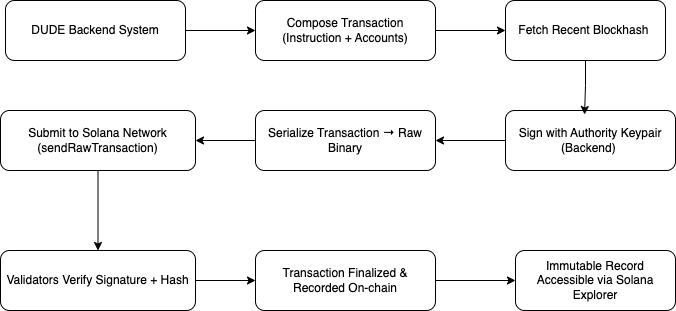 DUDE Backend System
Compose Transaction
(Instruction + Accounts)
Fetch Recent Blockhash
Sign with Authority Keypair
(Backend)
Serialize Transaction → Raw
Binary
Submit to Solana Network
(sendRawTransaction)
Validators Verify Signature + Hash
Transaction Finalized &
Recorded On-chain
Immutable Record
Accessible via Solana
Explorer